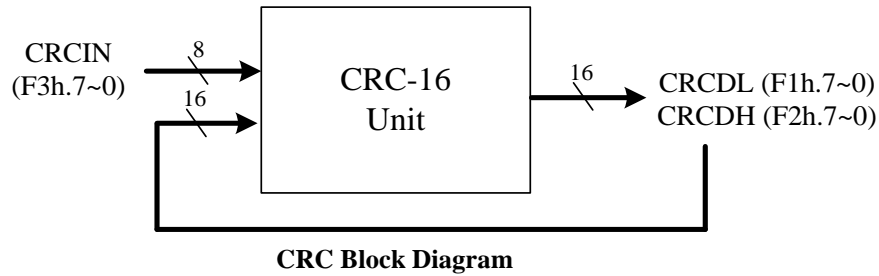 CRCIN
(F3h.7~0)
8
16
CRC-16
Unit
16
CRCDL (F1h.7~0)
CRCDH (F2h.7~0)
CRC Block Diagram